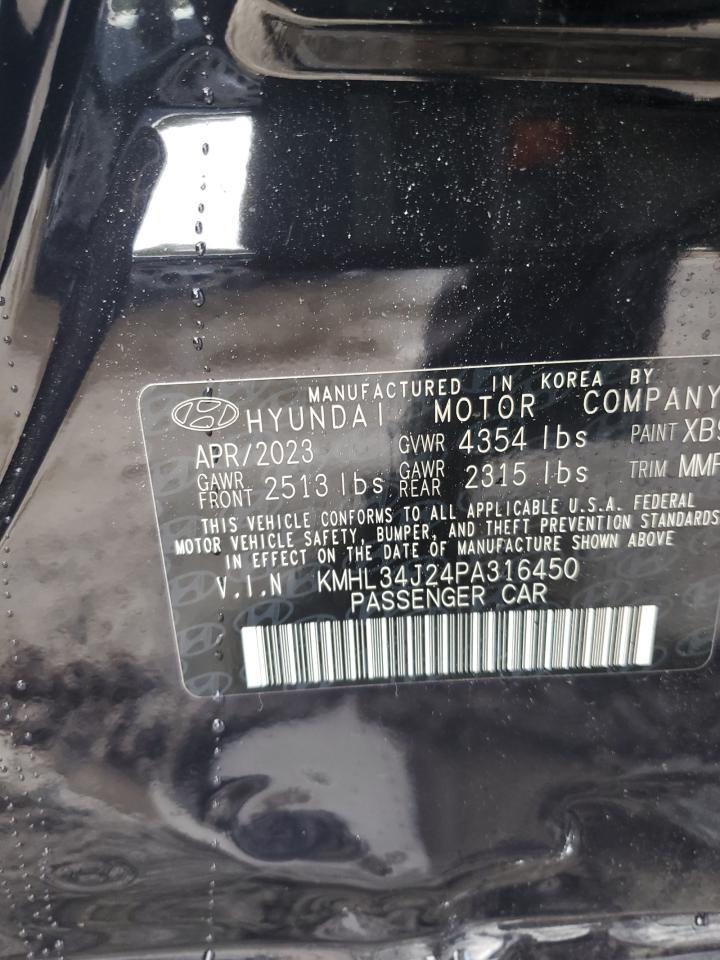 MANUFACTURED IN KOREA BY
HYUNDAI MOTOR COMPANY
APR/2023 GVWR 4354 lbs PAINT XB9
GAWR FRONT 2513 lbs GAWR REAR 2315 lbs TRIM MMF
THIS VEHICLE CONFORMS TO ALL APPLICABLE U.S.A. FEDERAL
MOTOR VEHICLE SAFETY, BUMPER, AND THEFT PREVENTION STANDARDS
IN EFFECT ON THE DATE OF MANUFACTURE SHOWN ABOVE
V.I.N KMHL34J24PA316450
PASSENGER CAR